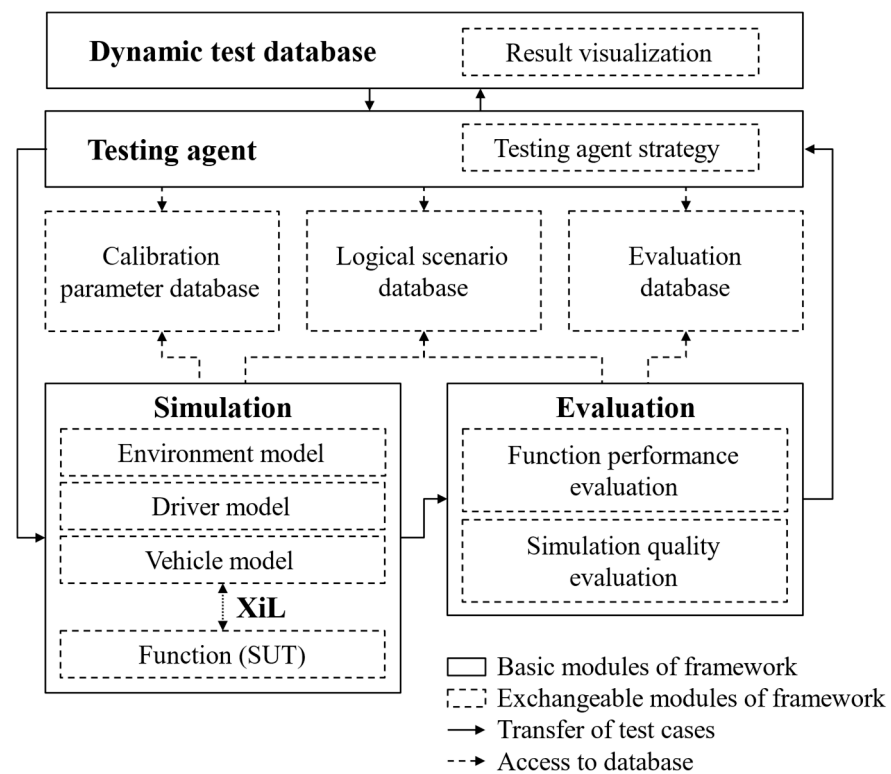 Dynamic test database
Result visualization
Testing agent
Testing agent strategy
Calibration
parameter database
Logical scenario
database
Evaluation
database
Simulation
Environment model
Driver model
Vehicle model
XiL
Function (SUT)
Evaluation
Function performance
evaluation
Simulation quality
evaluation
Basic modules of framework
Exchangeable modules of framework
Transfer of test cases
Access to database